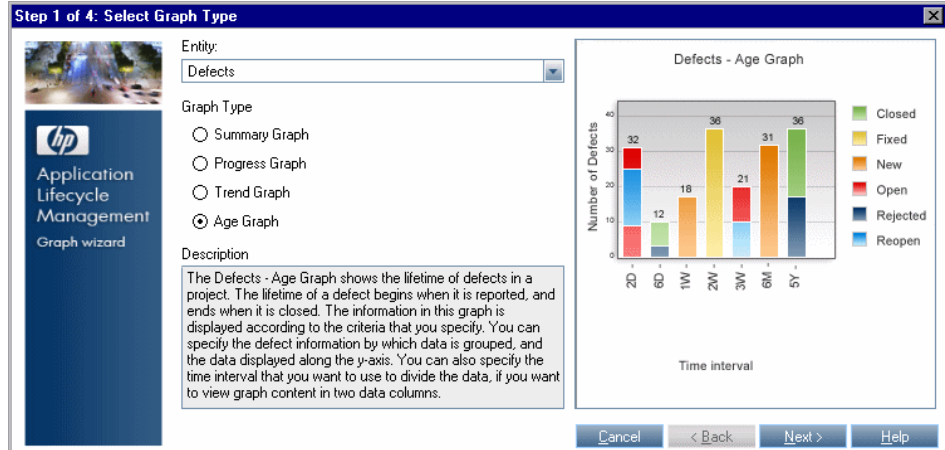 Step 1 of 4: Select Graph Type
hp
Application
Lifecycle
Management
Graph wizard
Entity:
Defects
Graph Type
Summary Graph
Progress Graph
Trend Graph
Age Graph
Description
The Defects - Age Graph shows the lifetime of defects in a
project. The lifetime of a defect begins when it is reported, and
ends when it is closed. The information in this graph is
displayed according to the criteria that you specify. You can
specify the defect information by which data is grouped, and
the data displayed along the y-axis. You can also specify the
time interval that you want to use to divide the data, if you want
to view graph content in two data columns.
Defects - Age Graph
Number of Defects
40
30
20
10
0
32
12
18
36
21
31
36
2D -
6D -
1W -
2W -
3W -
6M -
5Y -
Time interval
Closed
Fixed
New
Open
Rejected
Reopen
Cancel
< Back
Next >
Help